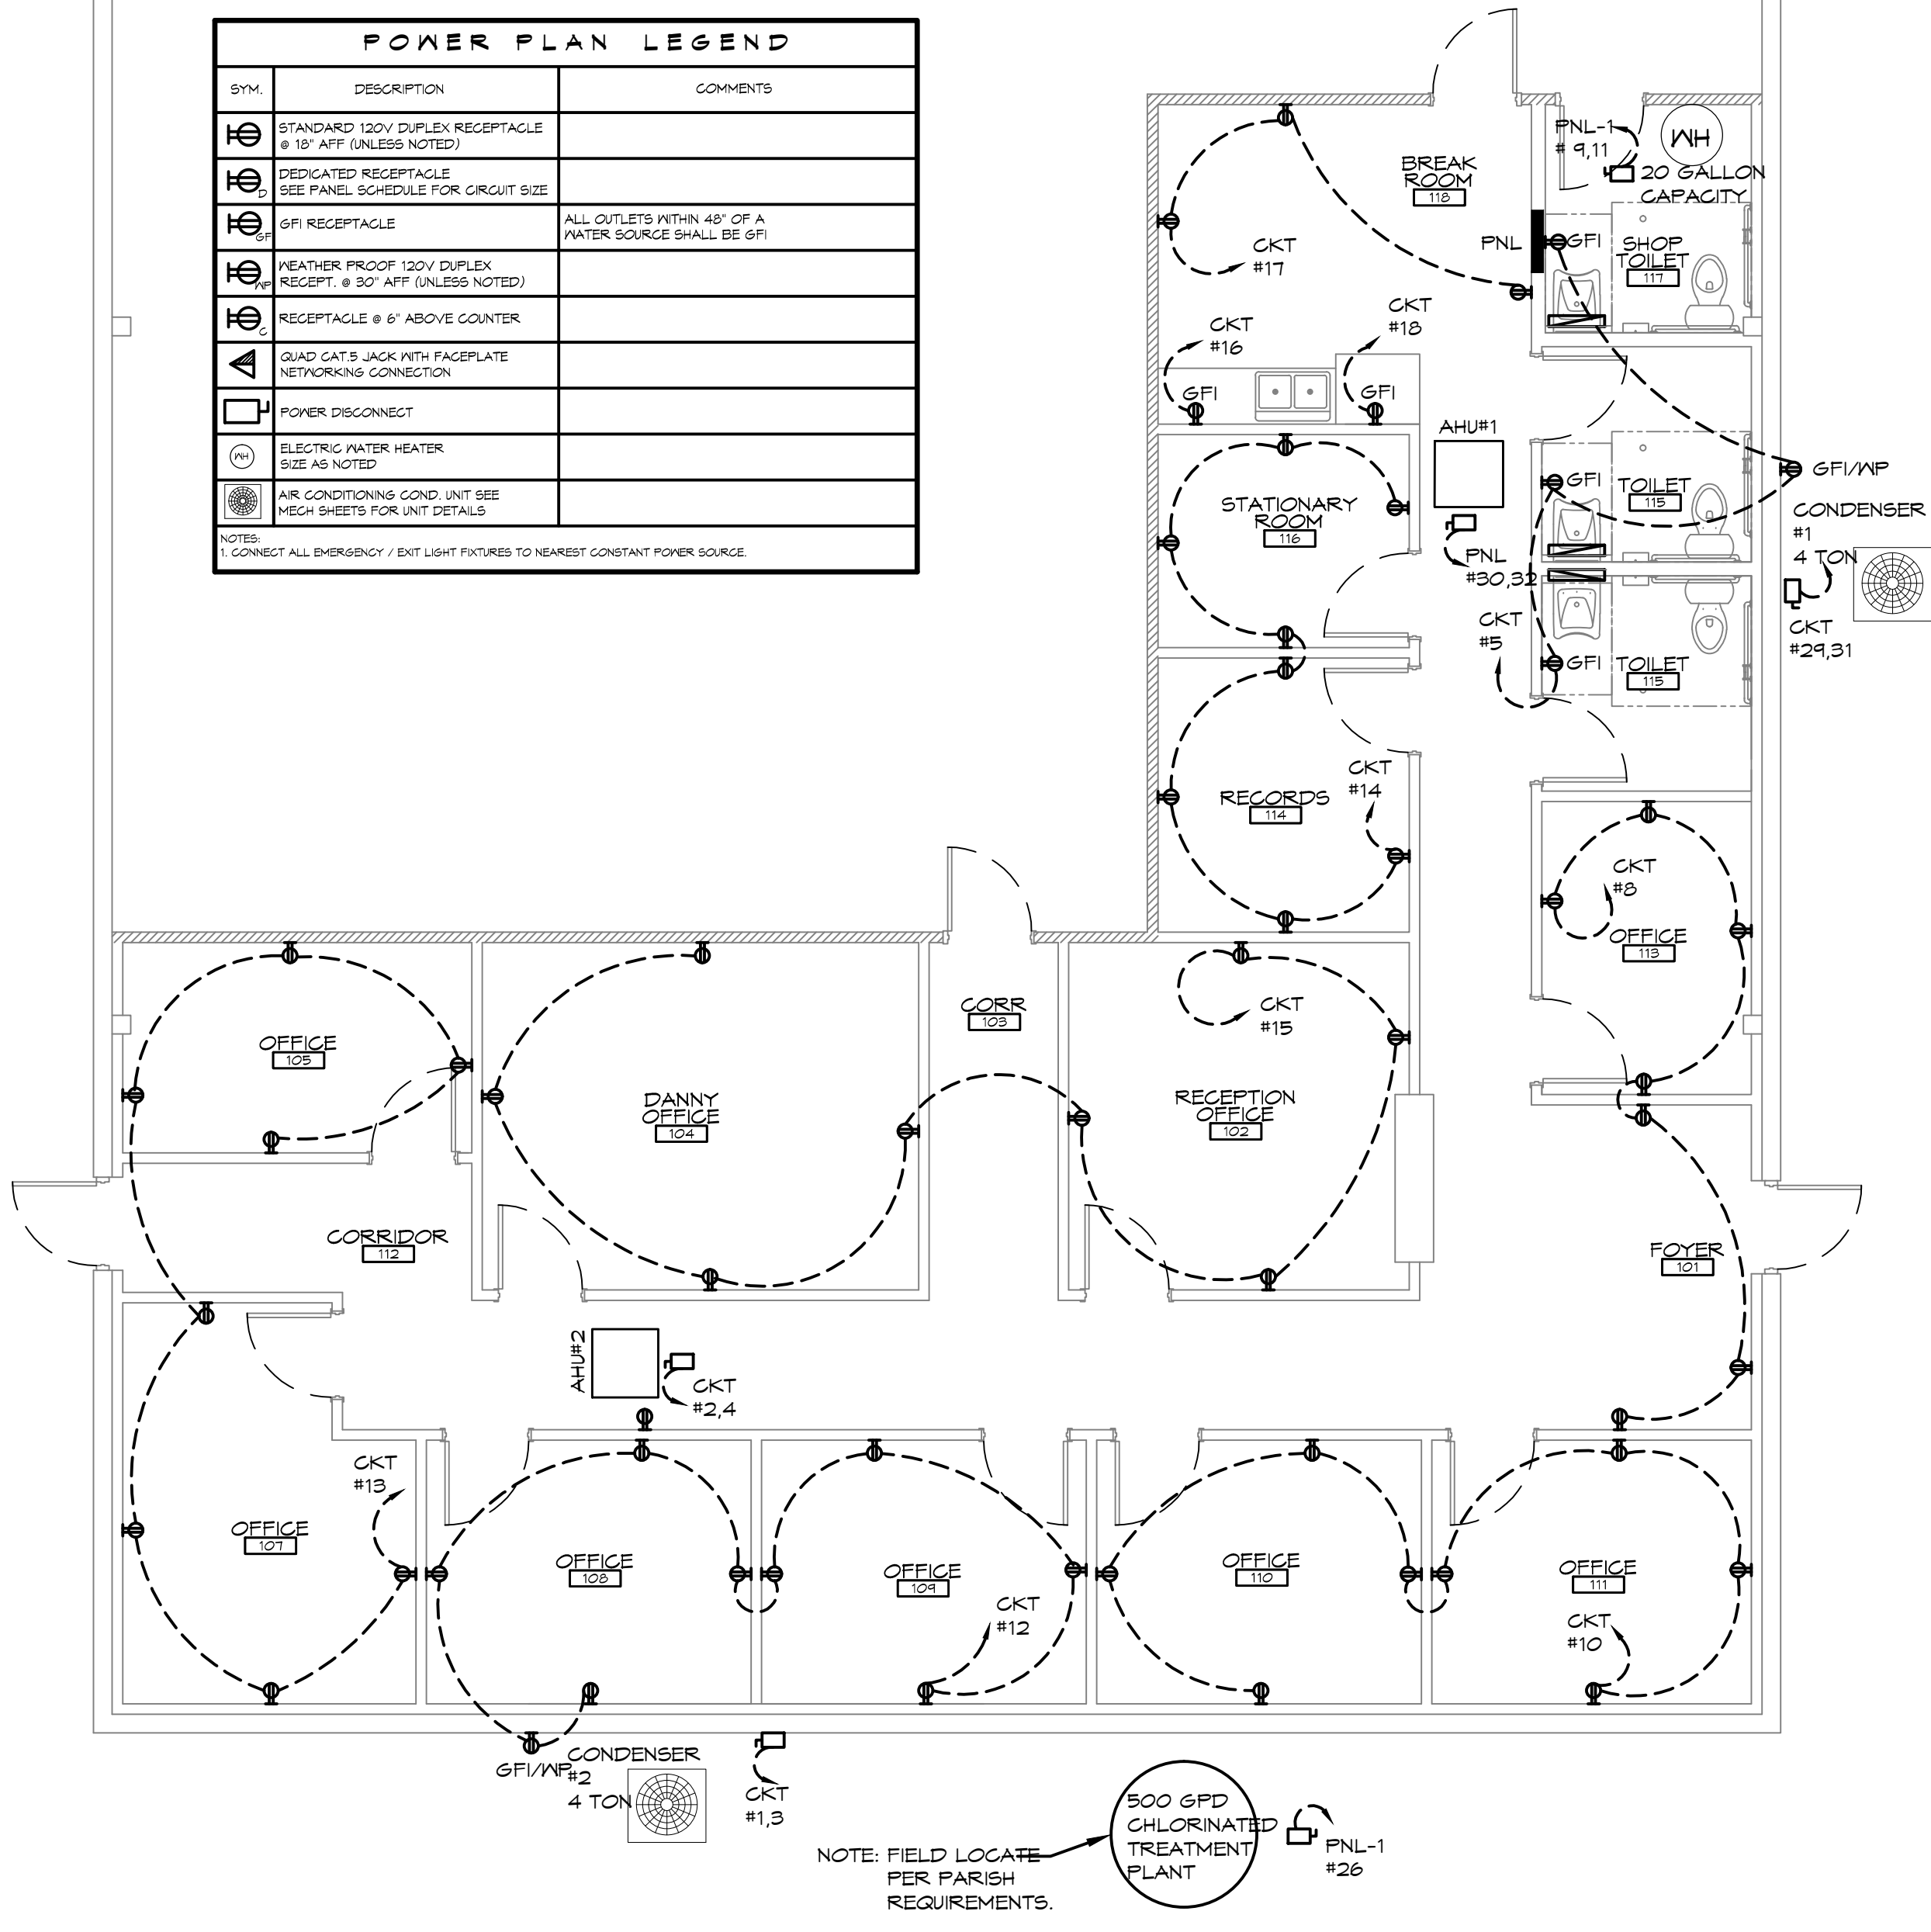 POWER PLAN LEGEND
SYM.
DESCRIPTION
COMMENTS
STANDARD 120V DUPLEX RECEPTACLE
@ 18" AFF (UNLESS NOTED)
D
DEDICATED RECEPTACLE
SEE PANEL SCHEDULE FOR CIRCUIT SIZE
GF
GFI RECEPTACLE
ALL OUTLETS WITHIN 48" OF A
WATER SOURCE SHALL BE GFI
WP
WEATHER PROOF 120V DUPLEX
RECEPT. @ 30" AFF (UNLESS NOTED)
C
RECEPTACLE @ 6" ABOVE COUNTER
QUAD CAT.5 JACK WITH FACEPLATE
NETWORKING CONNECTION
POWER DISCONNECT
WH
ELECTRIC WATER HEATER
SIZE AS NOTED
AIR CONDITIONING COND. UNIT SEE
MECH SHEETS FOR UNIT DETAILS
NOTES:
1. CONNECT ALL EMERGENCY / EXIT LIGHT FIXTURES TO NEAREST CONSTANT POWER SOURCE.
PNL-1
# 9,11
WH
20 GALLON
CAPACITY
BREAK
ROOM
118
CKT
#17
PNL
GFI
SHOP
TOILET
117
CKT
#16
CKT
#18
GFI
GFI
AHU#1
PNL
#30,32
STATIONARY
ROOM
116
GFI
TOILET
115
GFI/WP
CONDENSER
#1
4 TON
CKT
#29,31
CKT
#5
GFI
TOILET
115
CKT
#14
RECORDS
114
CKT
#8
OFFICE
113
CKT
#15
CORR
103
OFFICE
105
DANNY
OFFICE
104
RECEPTION
OFFICE
102
CORRIDOR
112
FOYER
101
AHU#2
CKT
#2,4
CKT
#13
OFFICE
107
OFFICE
108
OFFICE
109
CKT
#12
OFFICE
110
OFFICE
111
CKT
#10
GFI/WP
CONDENSER
#2
4 TON
CKT
#1,3
500 GPD
CHLORINATED
TREATMENT
PLANT
NOTE: FIELD LOCATE
PER PARISH
REQUIREMENTS.
PNL-1
#26